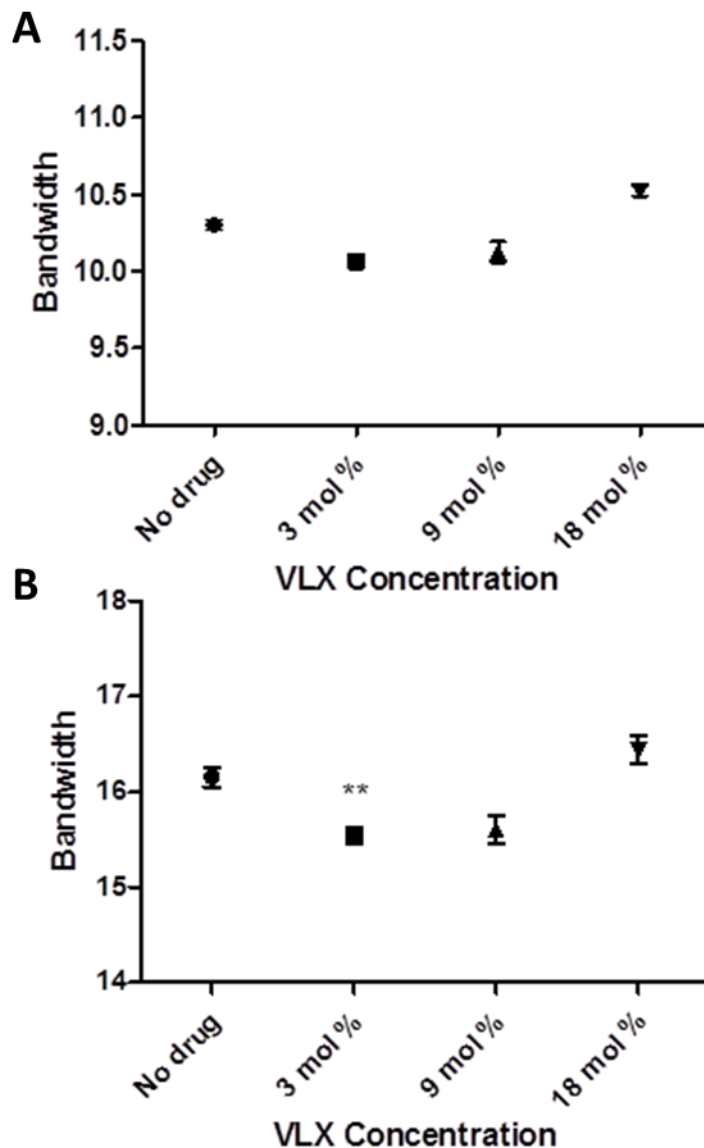 A
11.5
11.0
10.5
10.0
9.5
9.0
Bandwidth
No drug
3 mol %
9 mol %
18 mol %
VLX Concentration
B
18
17
16
15
14
Bandwidth
**
No drug
3 mol %
9 mol %
18 mol %
VLX Concentration